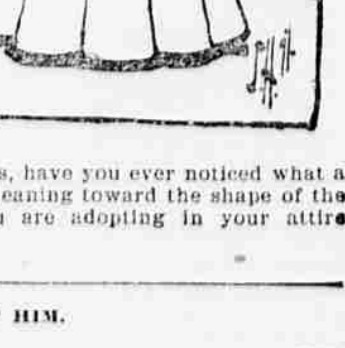 s, have you ever noticed what a
eaning toward the shape of the
are adopting in your attire
HIM.